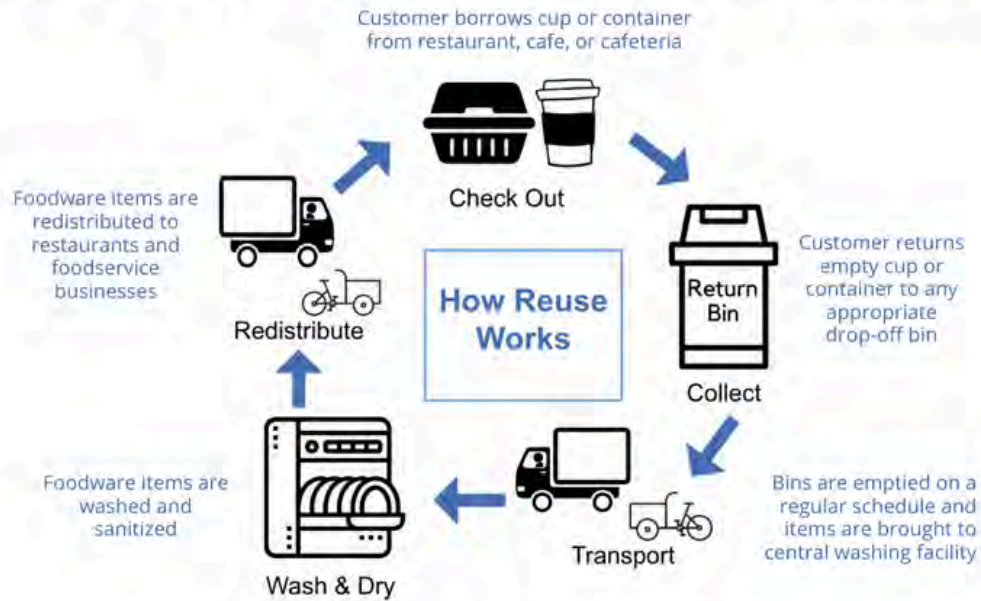 Customer borrows cup or container
from restaurant, cafe, or cafeteria
Check Out
Customer returns
empty cup or
container to any
appropriate
drop-off bin
Return
Bin
Collect
Bins are emptied on a
regular schedule and
items are brought to
central washing facility
Transport
Foodware items are
washed and
sanitized
Wash & Dry
Foodware items are
redistributed to
restaurants and
foodservice
businesses
Redistribute
How Reuse
Works